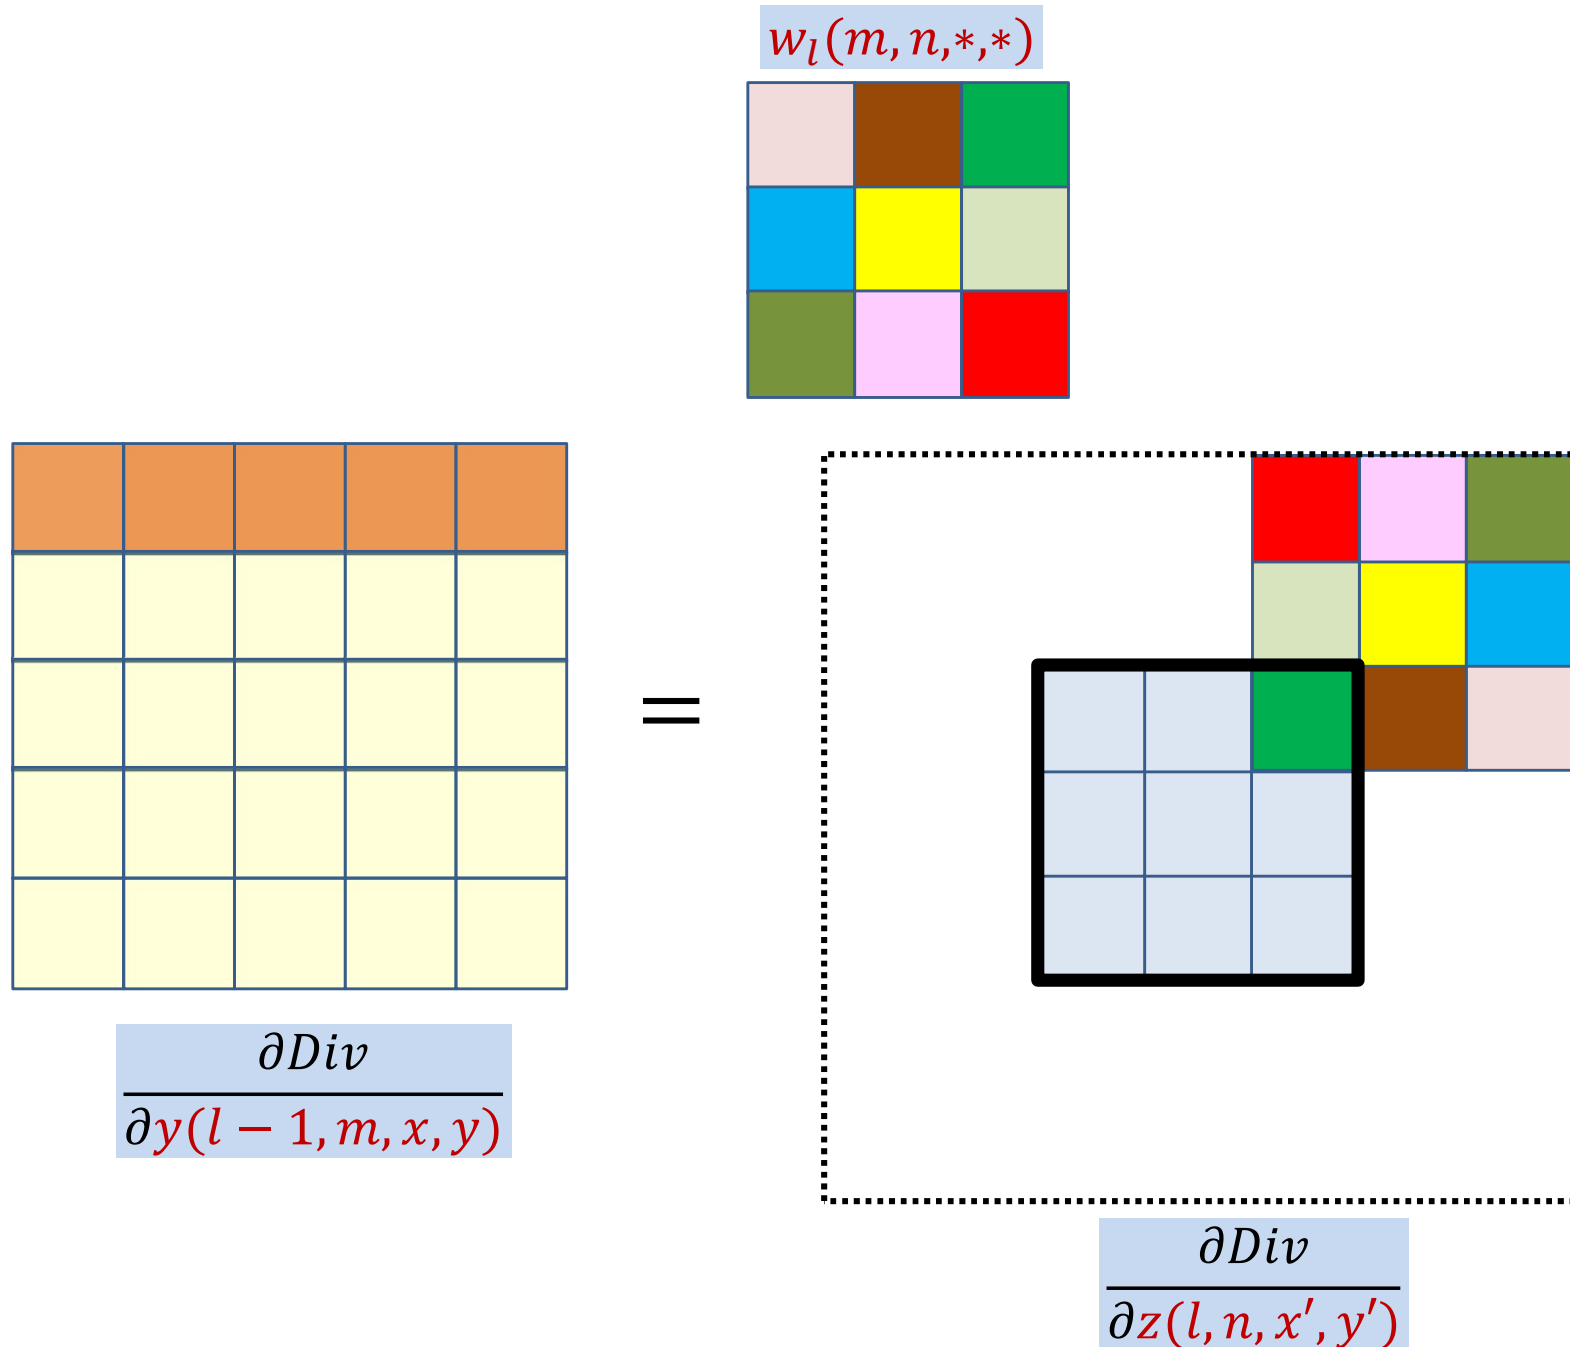 w_l(m, n,*,*)
=
∂Div
∂y(l − 1, m, x, y)
∂Div
∂z(l, n, x′, y′)